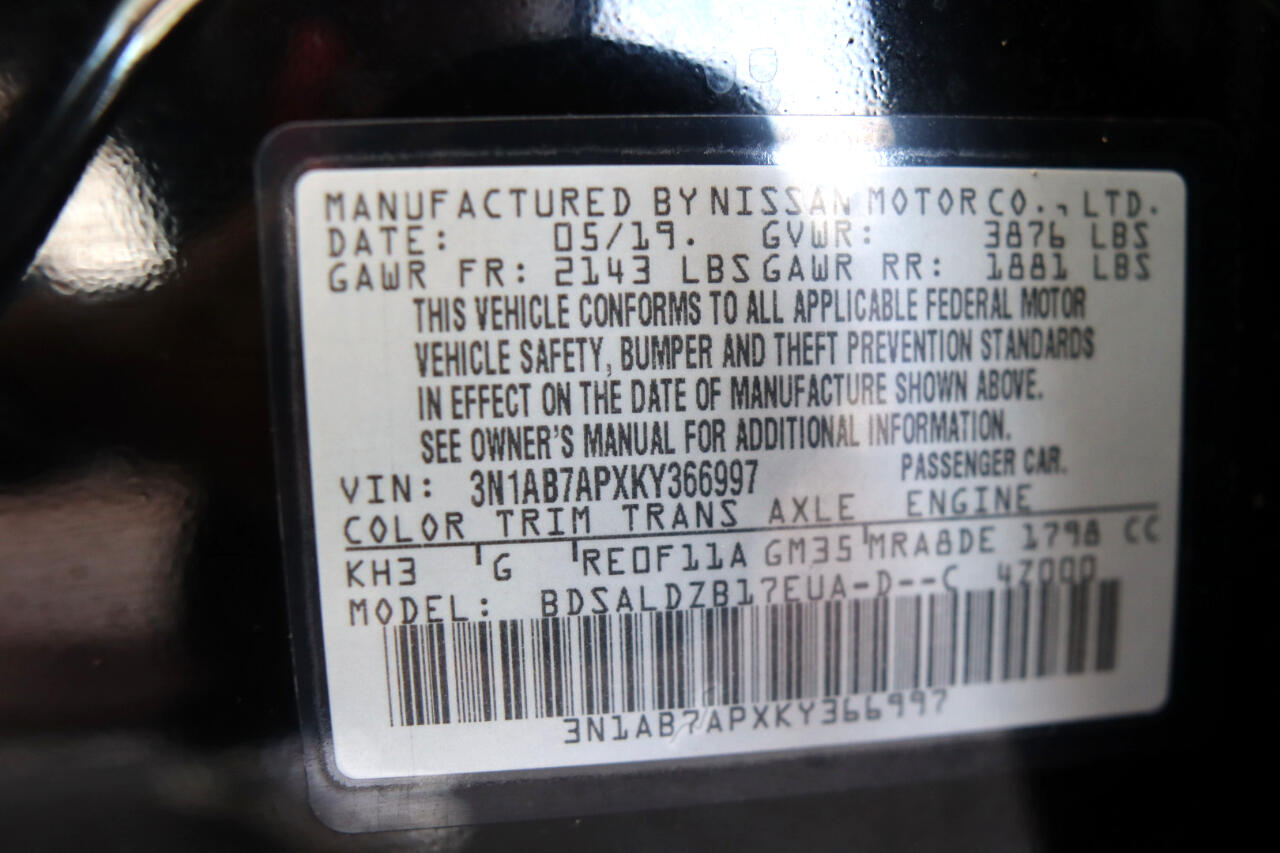 MANUFACTURED BY NISSAN MOTOR CO., LTD.
DATE: 05/19. GVWR: 3876 LBS
GAWR FR: 2143 LBS GAWR RR: 1881 LBS
THIS VEHICLE CONFORMS TO ALL APPLICABLE FEDERAL MOTOR
VEHICLE SAFETY, BUMPER AND THEFT PREVENTION STANDARDS
IN EFFECT ON THE DATE OF MANUFACTURE SHOWN ABOVE.
SEE OWNER'S MANUAL FOR ADDITIONAL INFORMATION.
VIN: 3N1AB7APXKY366997 PASSENGER CAR.
COLOR TRIM TRANS AXLE ENGINE
KH3 G RE0F11A GM35 MRA8DE 1798 CC
MODEL: BDSALDZB17EUA-D--C 4Z000
3N1AB7APXKY366997